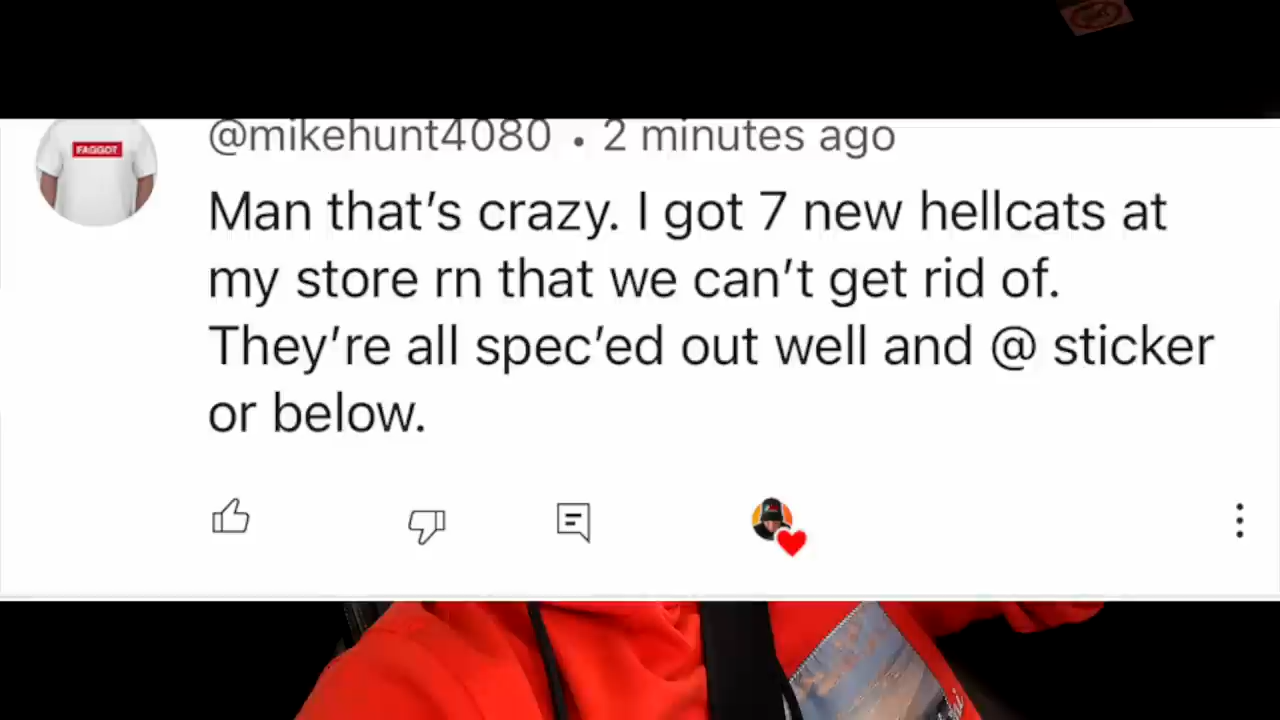 FAGGOT
@mikehunt4080 • 2 minutes ago
Man that's crazy. I got 7 new hellcats at
my store rn that we can't get rid of.
They're all spec'ed out well and @ sticker
or below.